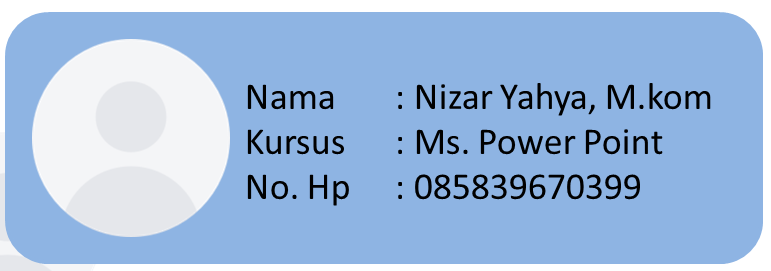 Nama : Nizar Yahya, M.kom
Kursus : Ms. Power Point
No. Hp : 085839670399